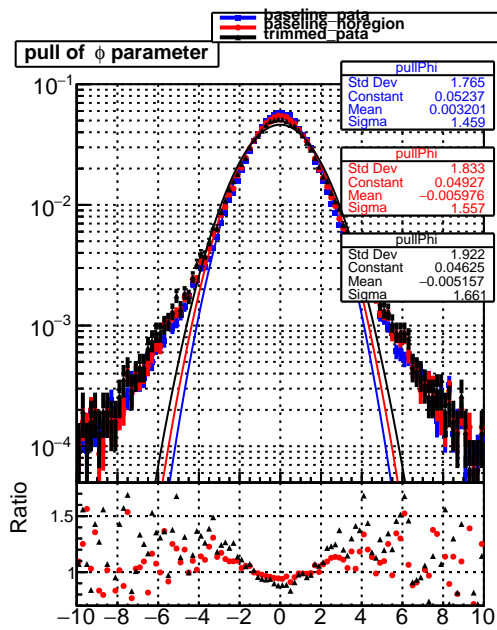 baseline_pata
baseline_noregion
trimmed_pata
pull of ϕ parameter
pullPhi
Std Dev 1.765
Constant 0.05237
Mean 0.003201
Sigma 1.459
pullPhi
Std Dev 1.833
Constant 0.04927
Mean −0.005976
Sigma 1.557
pullPhi
Std Dev 1.922
Constant 0.04625
Mean −0.005157
Sigma 1.661
10⁻¹
10⁻²
10⁻³
10⁻⁴
Ratio
1.5
1
−10 −8 −6 −4 −2 0 2 4 6 8 10